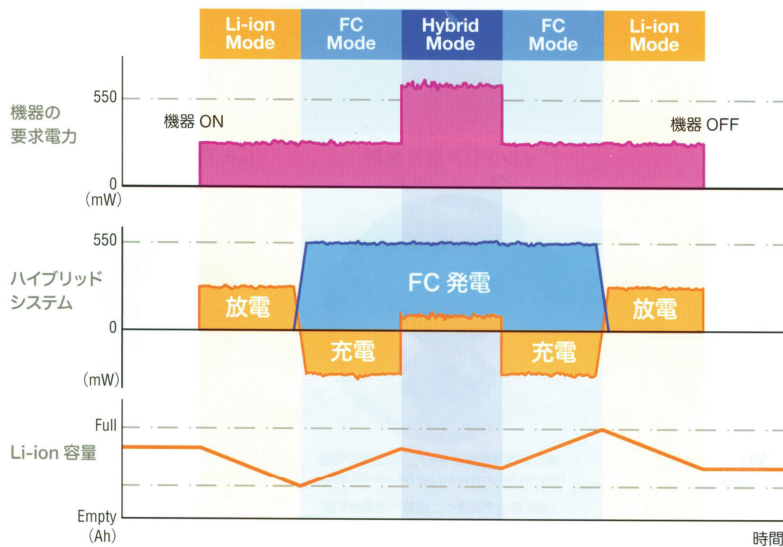 Li-ion
Mode
FC
Mode
Hybrid
Mode
FC
Mode
Li-ion
Mode
機器の
要求電力
550
0
(mW)
機器 ON
機器 OFF
ハイブリッド
システム
550
0
(mW)
放電
FC 発電
放電
充電
充電
Li-ion 容量
Full
Empty
(Ah)
時間